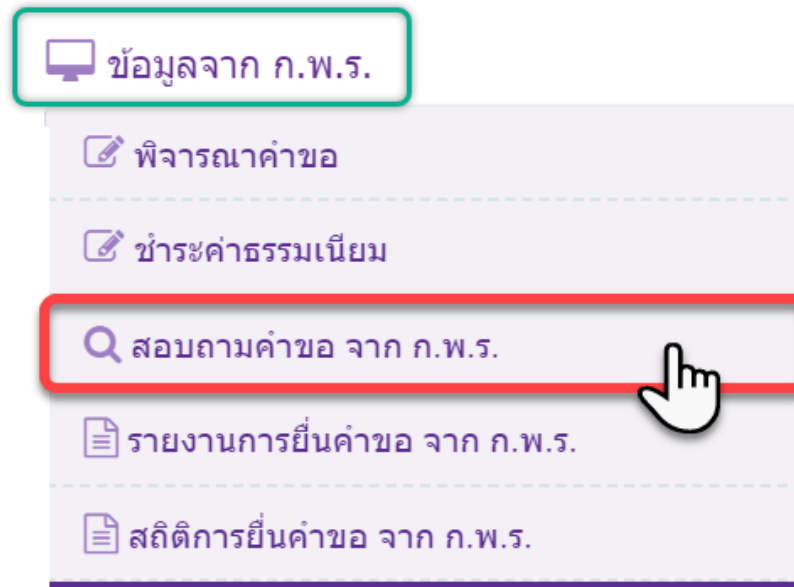 ข้อมูลจาก ก.พ.ร.
พิจารณาคำขอ
ชำระค่าธรรมเนียม
สอบถามคำขอ จาก ก.พ.ร.
รายงานการยื่นคำขอ จาก ก.พ.ร.
สถิติการยื่นคำขอ จาก ก.พ.ร.